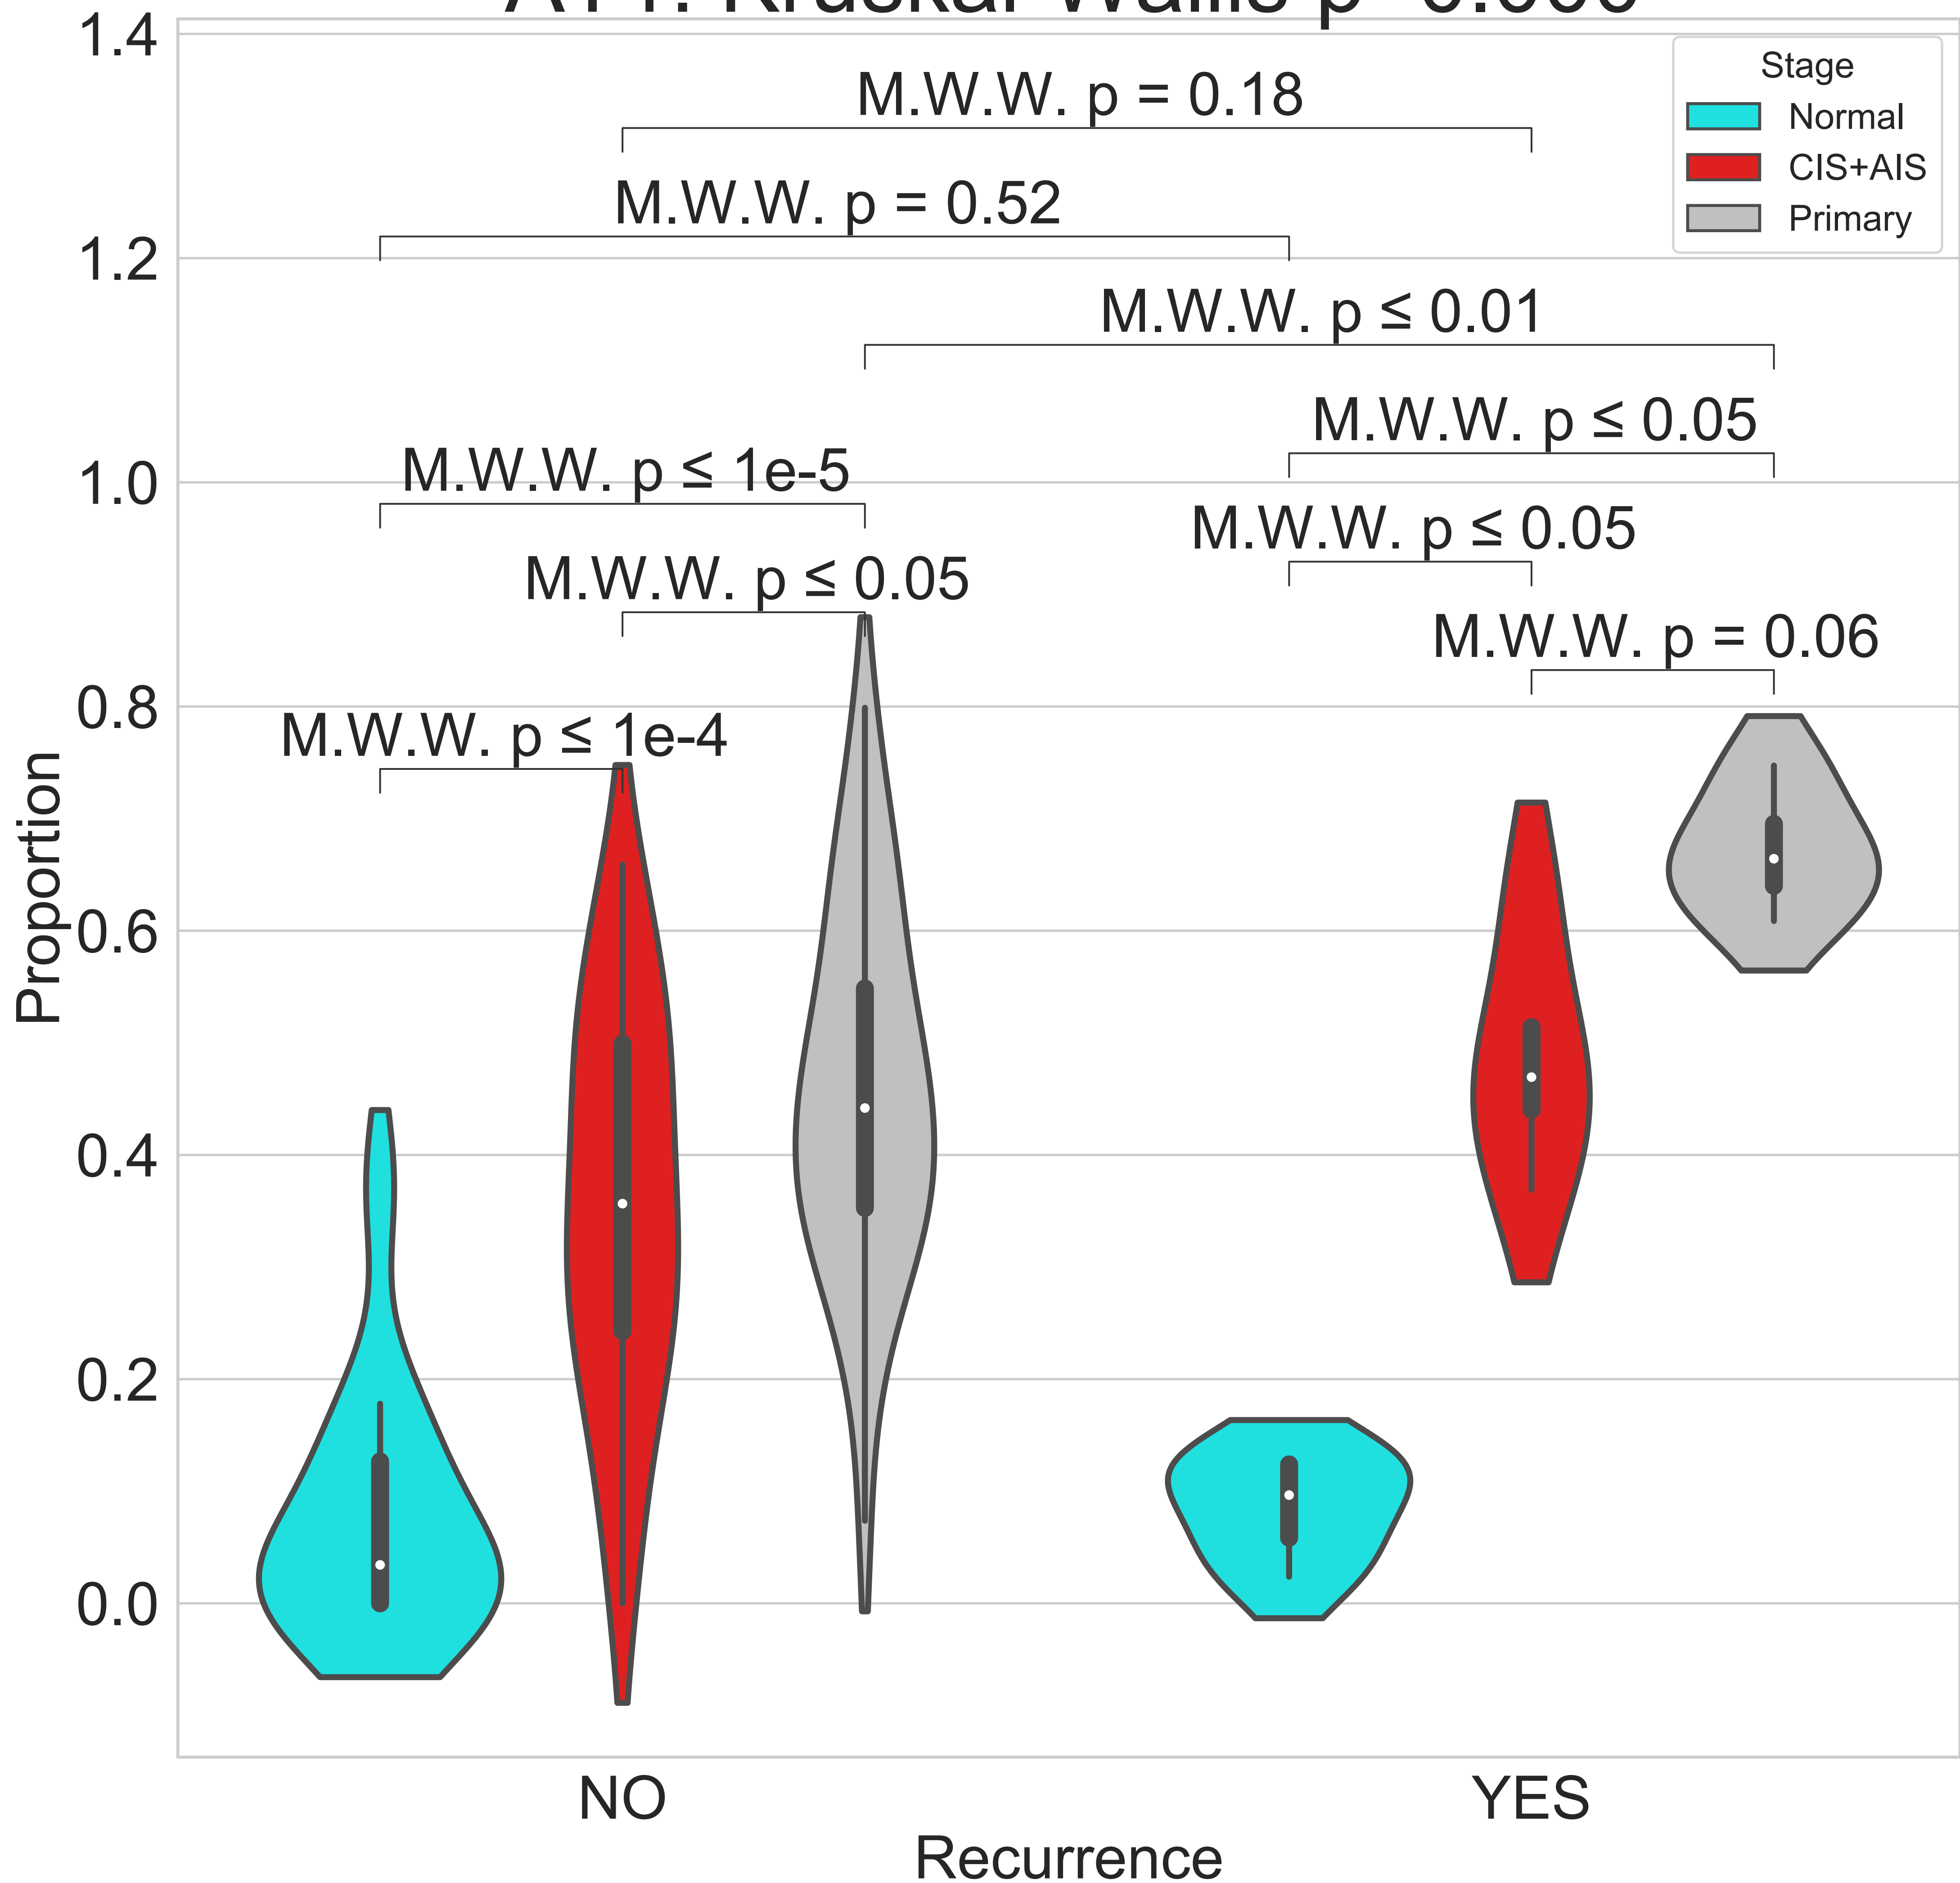 1.4
1.2
1.0
0.8
0.6
0.4
0.2
0.0
Proportion
M.W.W. p = 0.18
M.W.W. p = 0.52
M.W.W. p ≤ 0.01
M.W.W. p ≤ 0.05
M.W.W. p ≤ 1e-5
M.W.W. p ≤ 0.05
M.W.W. p ≤ 0.05
M.W.W. p = 0.06
M.W.W. p ≤ 1e-4
Stage
Normal
CIS+AIS
Primary
NO
YES
Recurrence